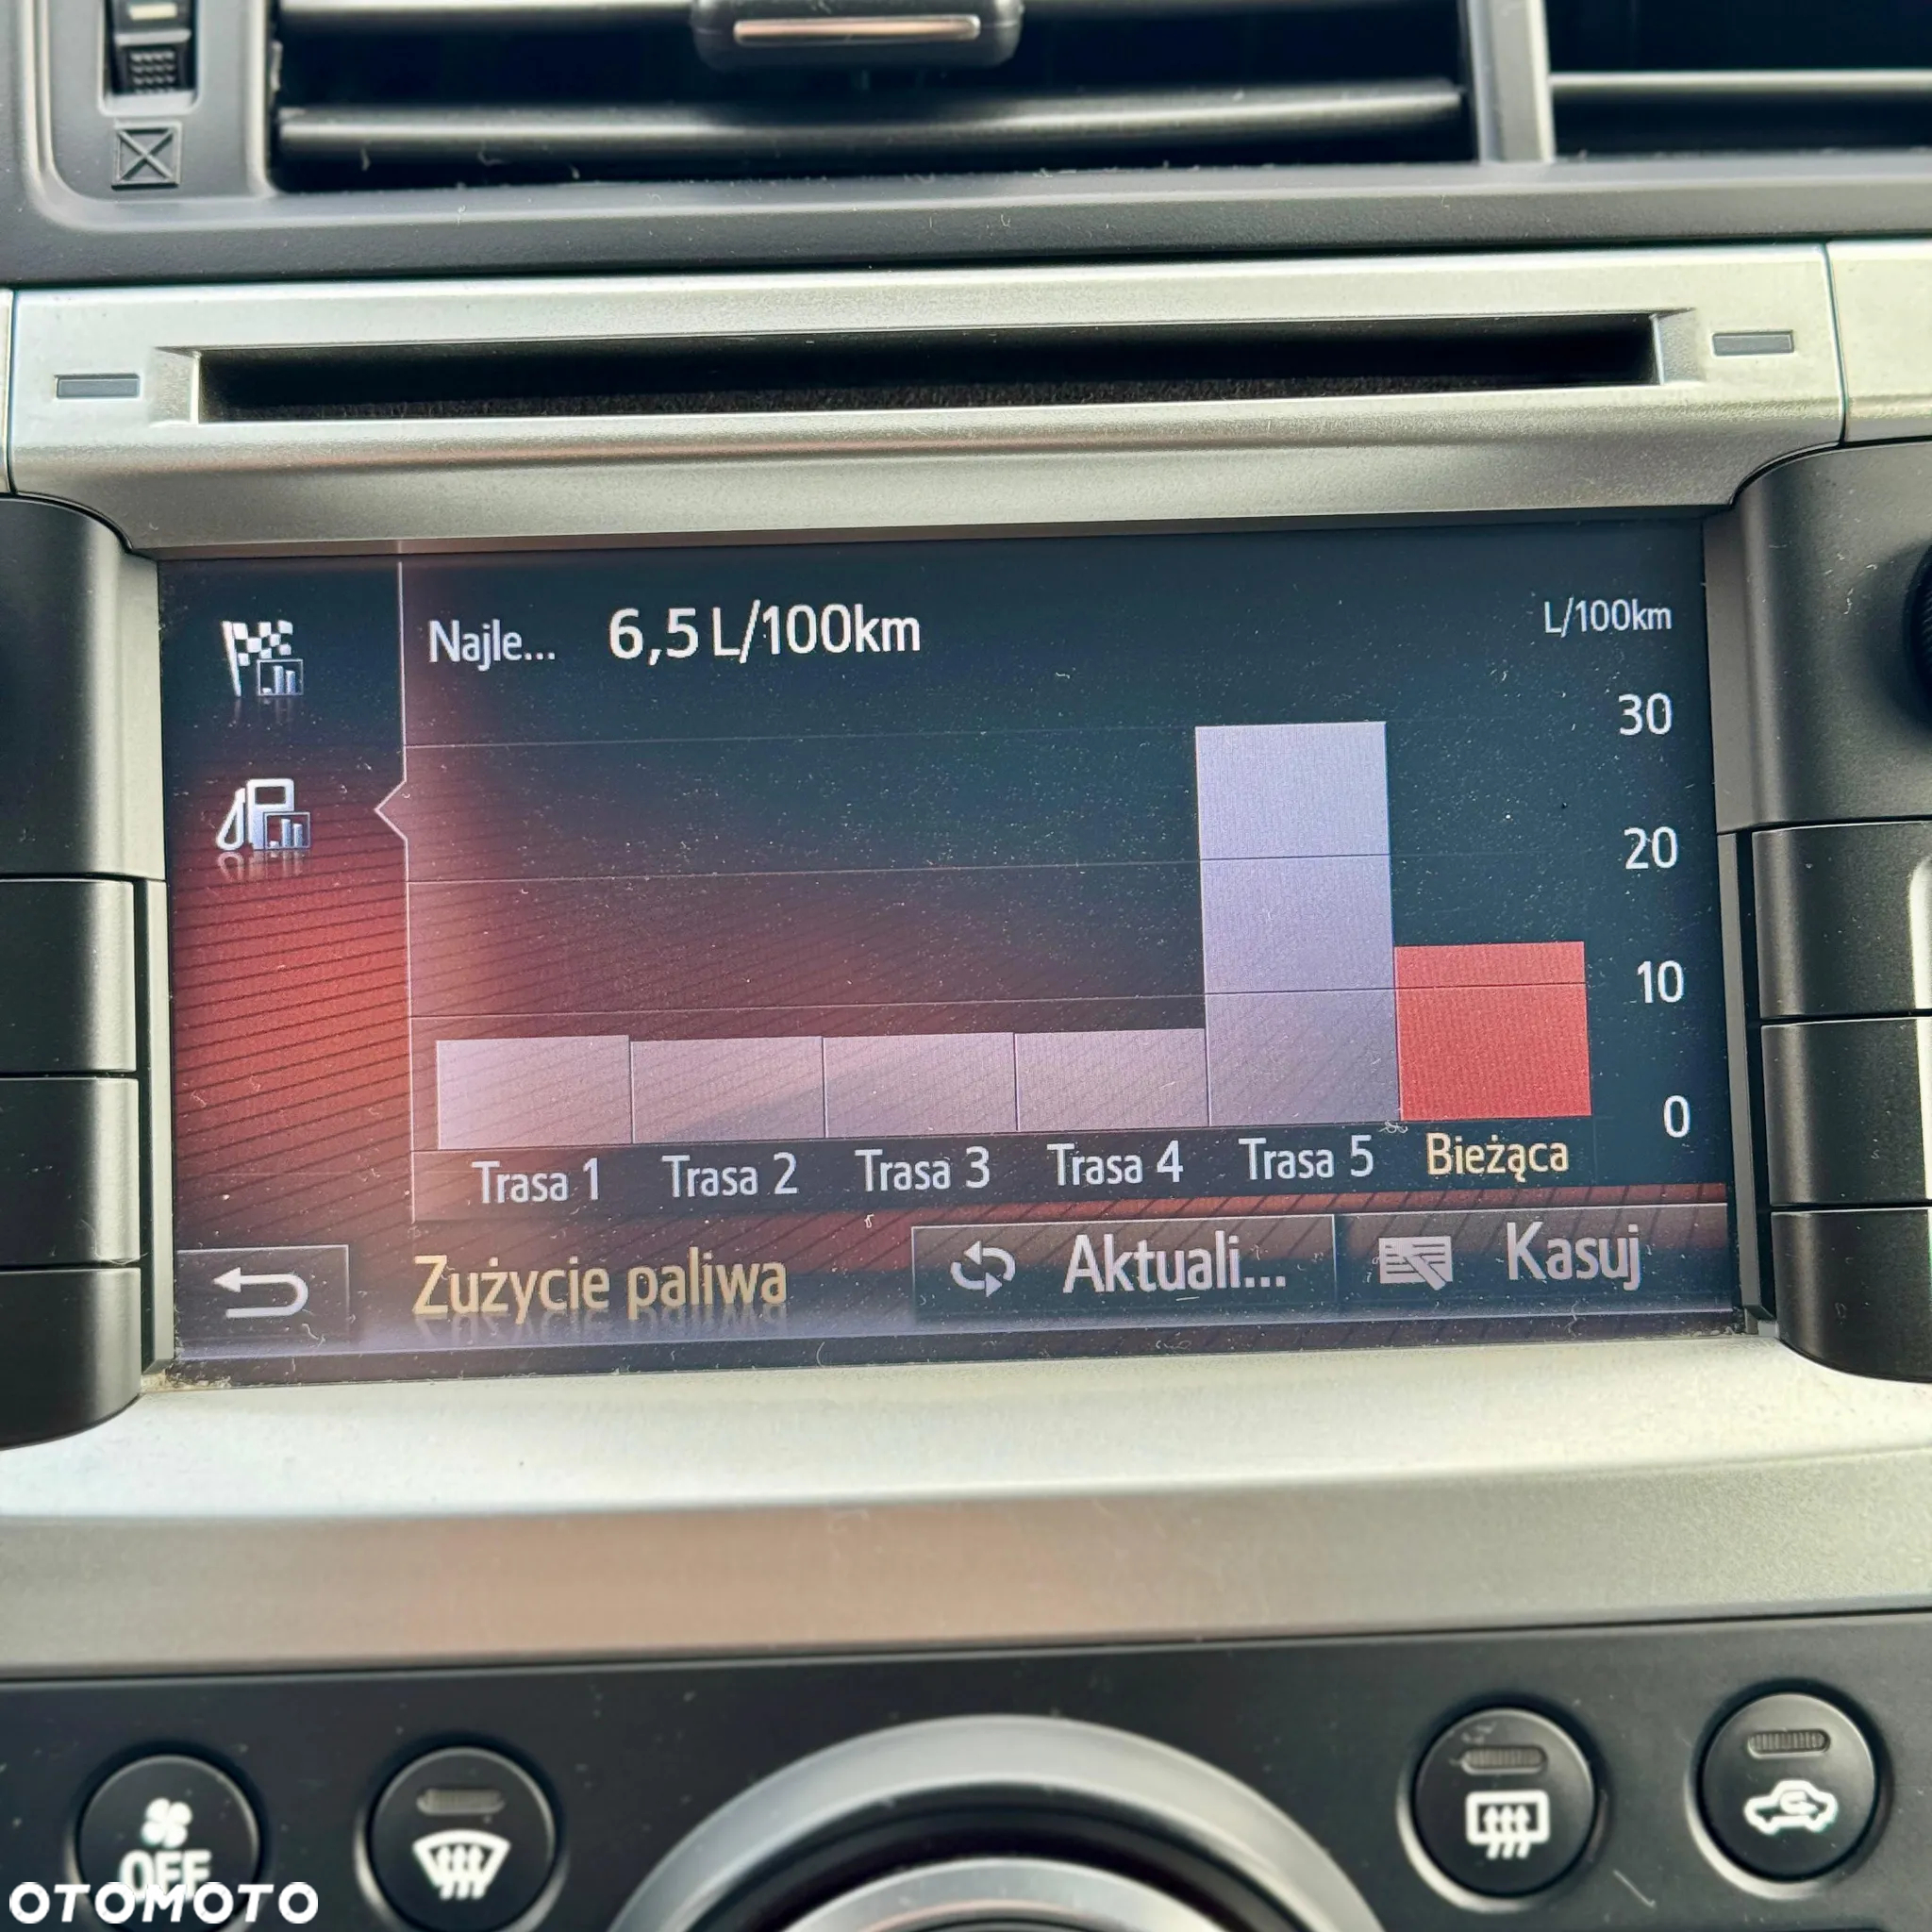 Najle... 6,5 L/100km
L/100km
30
20
10
0
Trasa 1 Trasa 2 Trasa 3 Trasa 4 Trasa 5 Bieżąca
Zużycie paliwa Aktuali... Kasuj
OFF
OTOMOTO